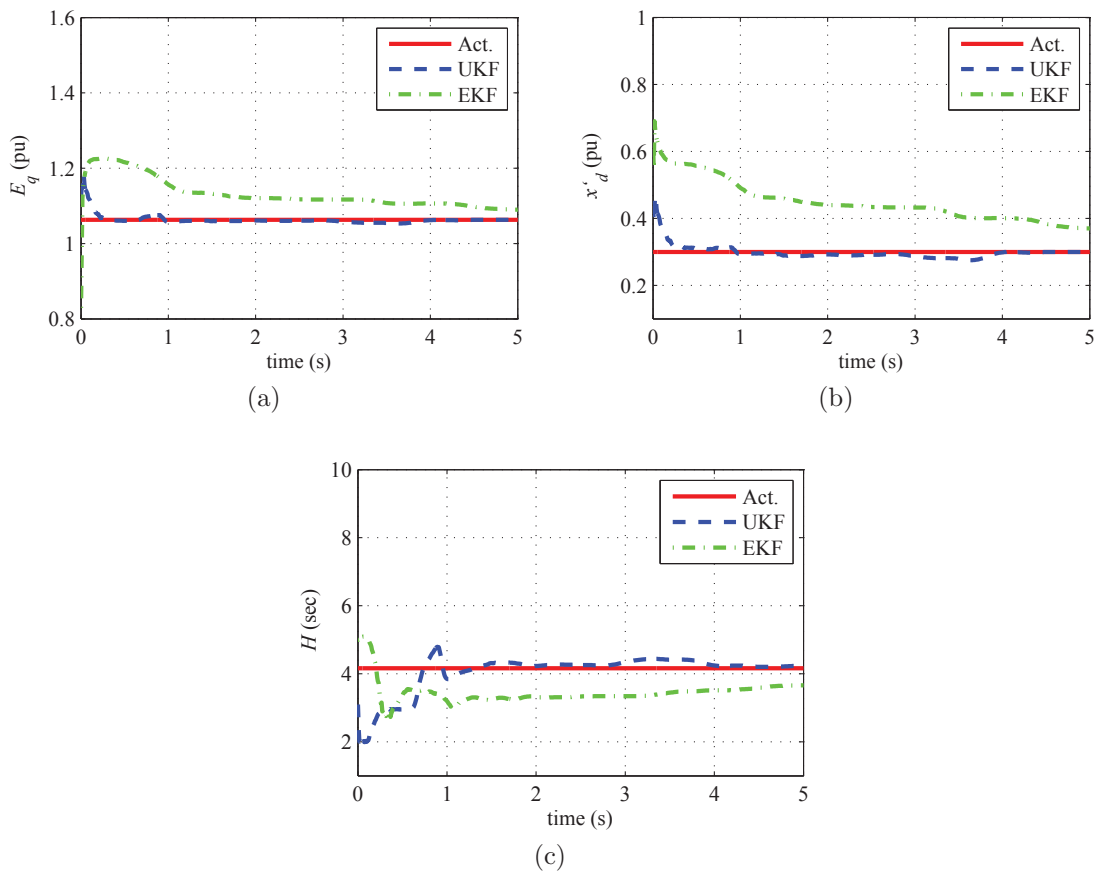 1.6
1.4
1.2
1
0.8
E_q (pu)
Act.
UKF
EKF
0 1 2 3 4 5
time (s)
(a)
1
0.8
0.6
0.4
0.2
x‘_d (pu)
Act.
UKF
EKF
0 1 2 3 4 5
time (s)
(b)
10
8
6
4
2
H (sec)
Act.
UKF
EKF
0 1 2 3 4 5
time (s)
(c)